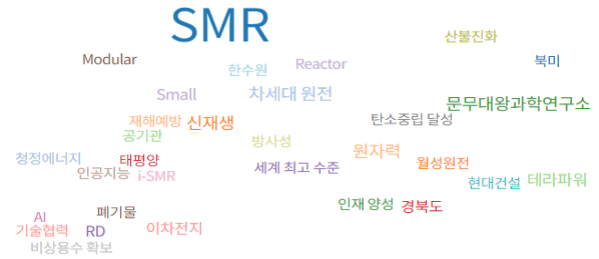 SMR
산불진화
Modular
북미
한수원
Reactor
Small
차세대 원전
문무대왕과학연구소
재해예방
신재생
탄소중립 달성
공기관
방사성
원자력
청정에너지
태평양
세계 최고 수준
월성원전
인공지능
i-SMR
현대건설
테라파워
인재 양성
경북도
AI
폐기물
기술협력
RD
이차전지
비상용수 확보